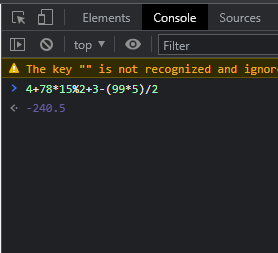 Elements Console Sources
top Filter
The key "" is not recognized and ignor
4+78*15%2+3-(99*5)/2
-240.5